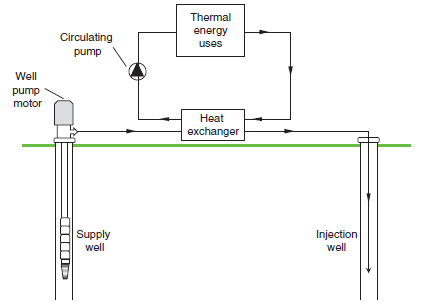 Thermal
energy
uses
Circulating
pump
Well
pump
motor
Heat
exchanger
Supply
well
Injection
well